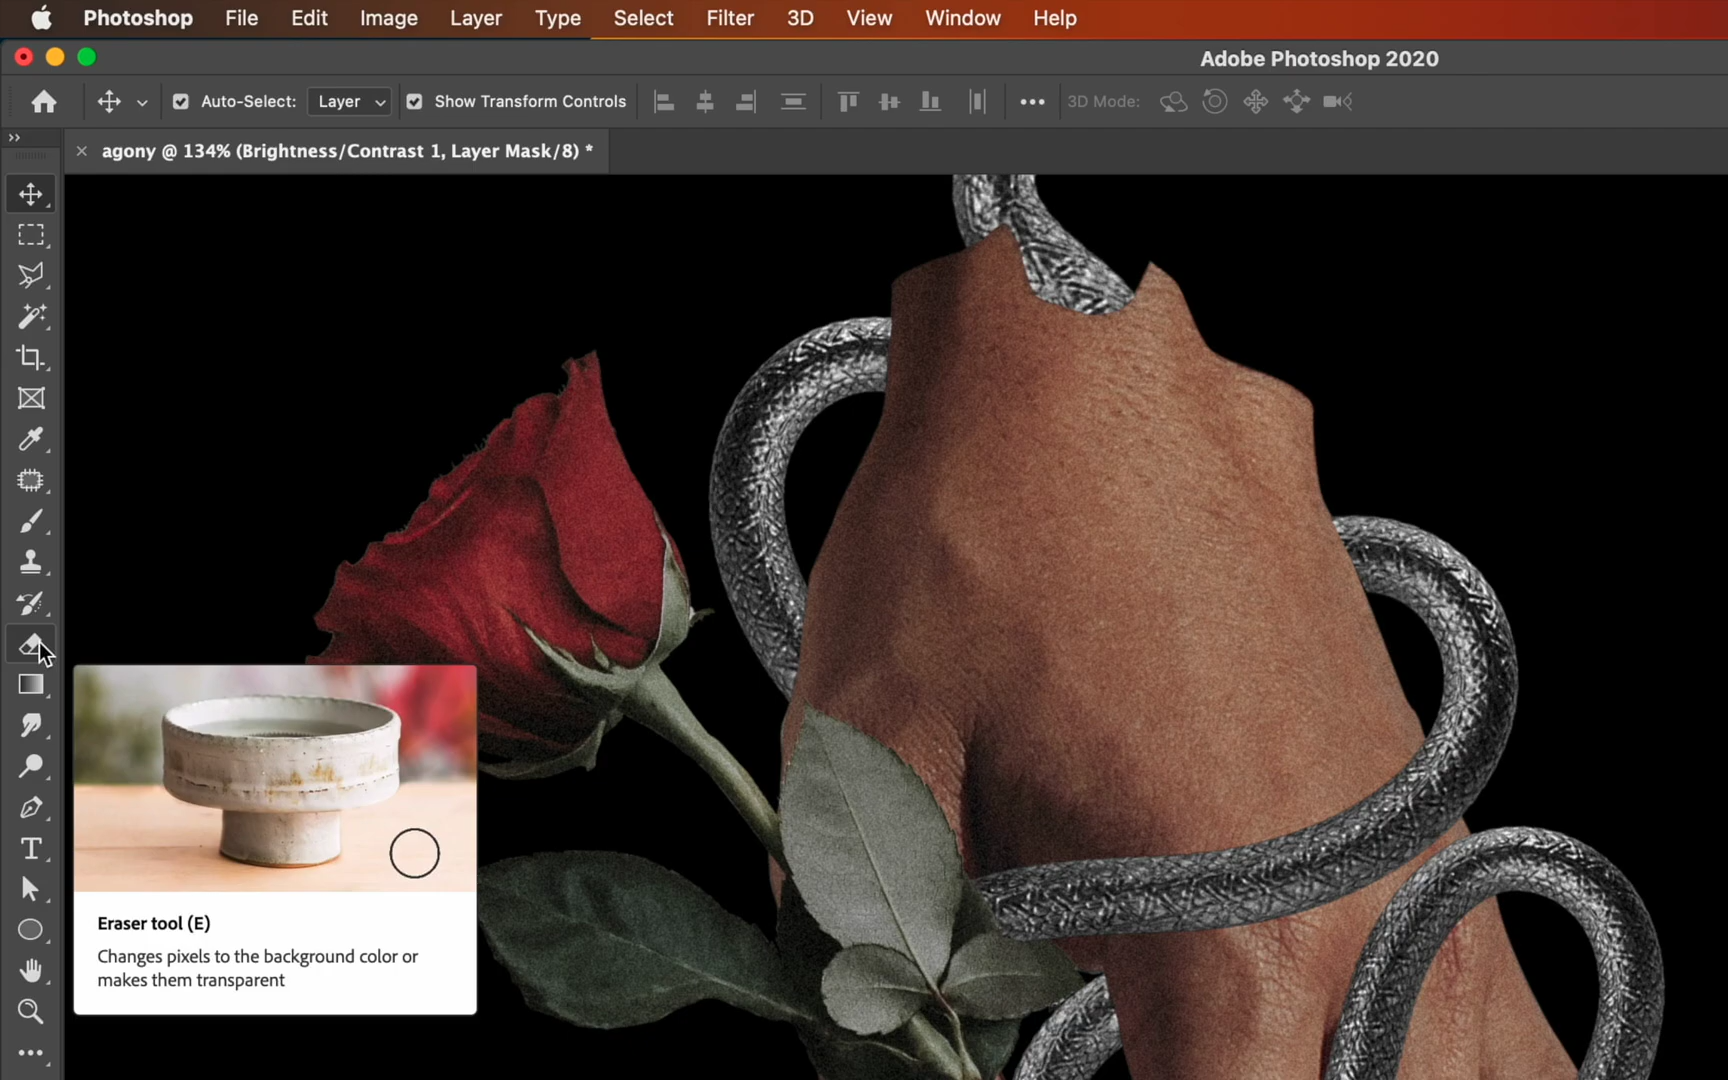 Photoshop File Edit Image Layer Type Select Filter 3D View Window Help
Adobe Photoshop 2020
Auto-Select: Layer Show Transform Controls 3D Mode:
agony @ 134% (Brightness/Contrast 1, Layer Mask/8) *
Eraser tool (E)
Changes pixels to the background color or
makes them transparent